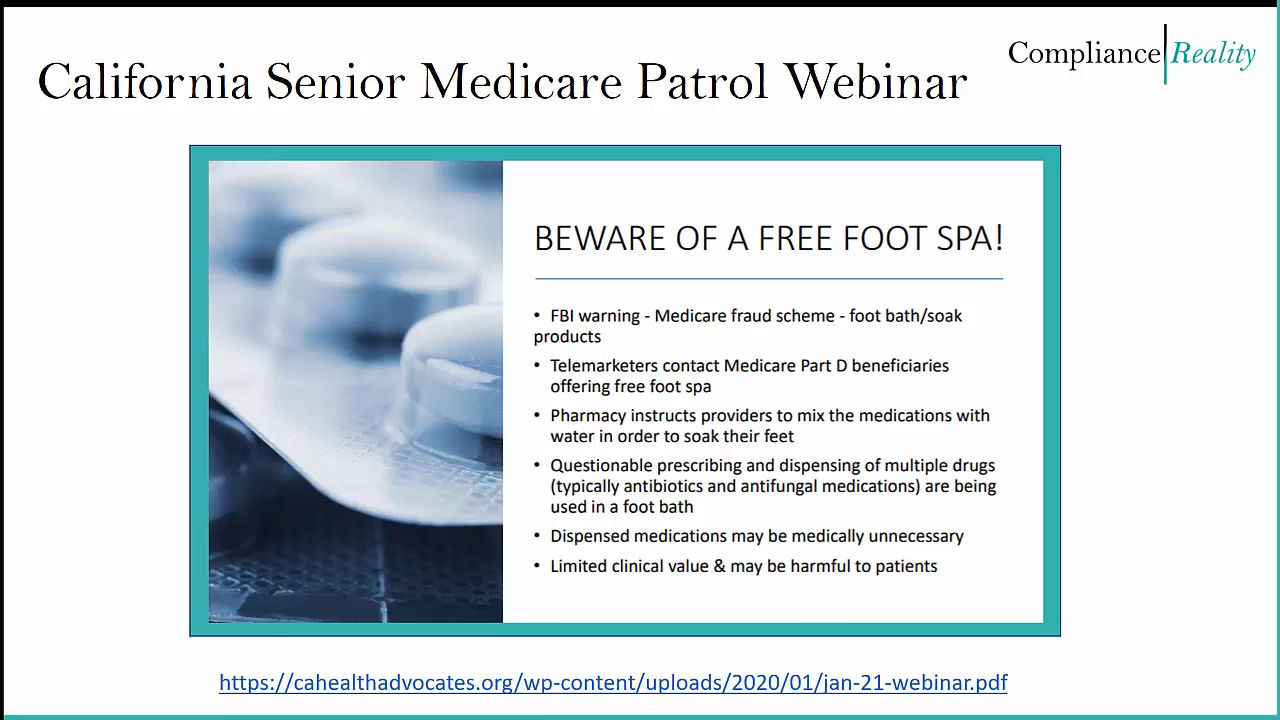 California Senior Medicare Patrol Webinar
Compliance Reality
BEWARE OF A FREE FOOT SPA!
• FBI warning - Medicare fraud scheme - foot bath/soak
products
• Telemarketers contact Medicare Part D beneficiaries
offering free foot spa
• Pharmacy instructs providers to mix the medications with
water in order to soak their feet
• Questionable prescribing and dispensing of multiple drugs
(typically antibiotics and antifungal medications) are being
used in a foot bath
• Dispensed medications may be medically unnecessary
• Limited clinical value & may be harmful to patients
https://cahealthadvocates.org/wp-content/uploads/2020/01/jan-21-webinar.pdf